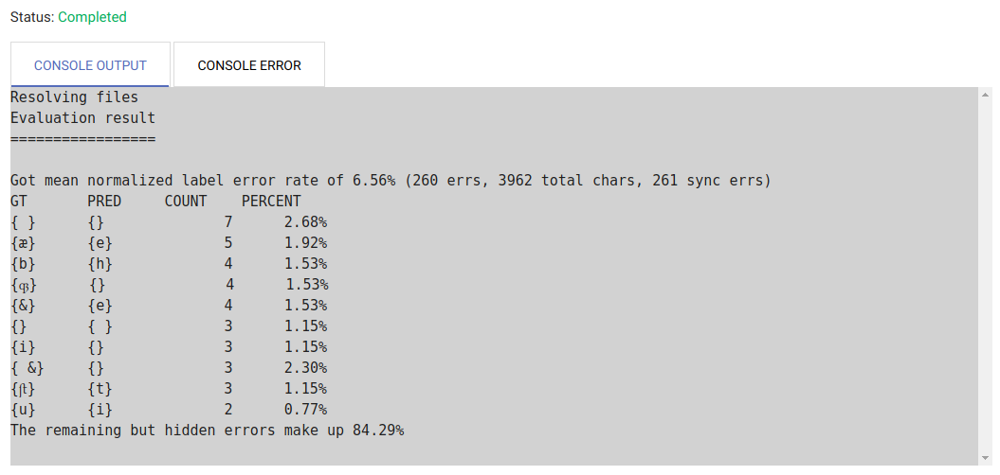 Status: Completed
CONSOLE OUTPUT CONSOLE ERROR
Resolving files
Evaluation result
=================
Got mean normalized label error rate of 6.56% (260 errs, 3962 total chars, 261 sync errs)
GT PRED COUNT PERCENT
{ } {} 7 2.68%
{æ} {e} 5 1.92%
{b} {h} 4 1.53%
{ꝙ} {} 4 1.53%
{&} {e} 4 1.53%
{} { } 3 1.15%
{i} {} 3 1.15%
{ &} {} 3 2.30%
{ſt} {t} 3 1.15%
{u} {i} 2 0.77%
The remaining but hidden errors make up 84.29%